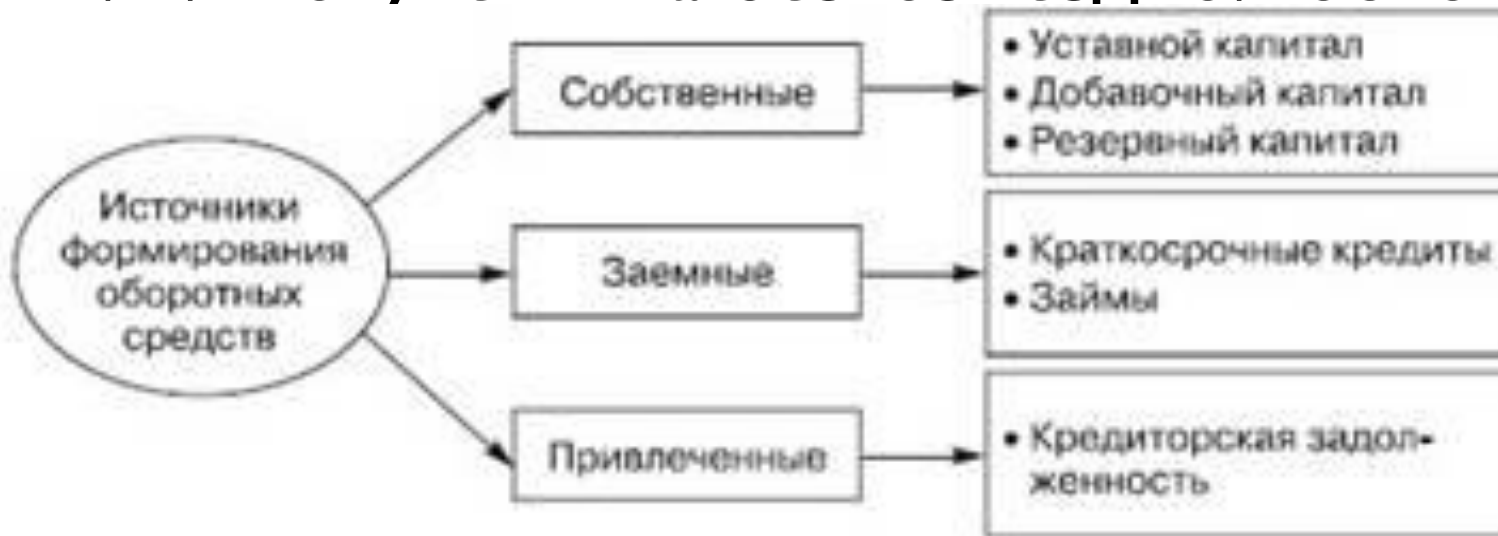 Источники
формирования
оборотных
средств
Собственные
• Уставной капитал
• Добавочный капитал
• Резервный капитал
Заемные
• Краткосрочные кредиты
• Займы
Привлеченные
• Кредиторская задол-
женность